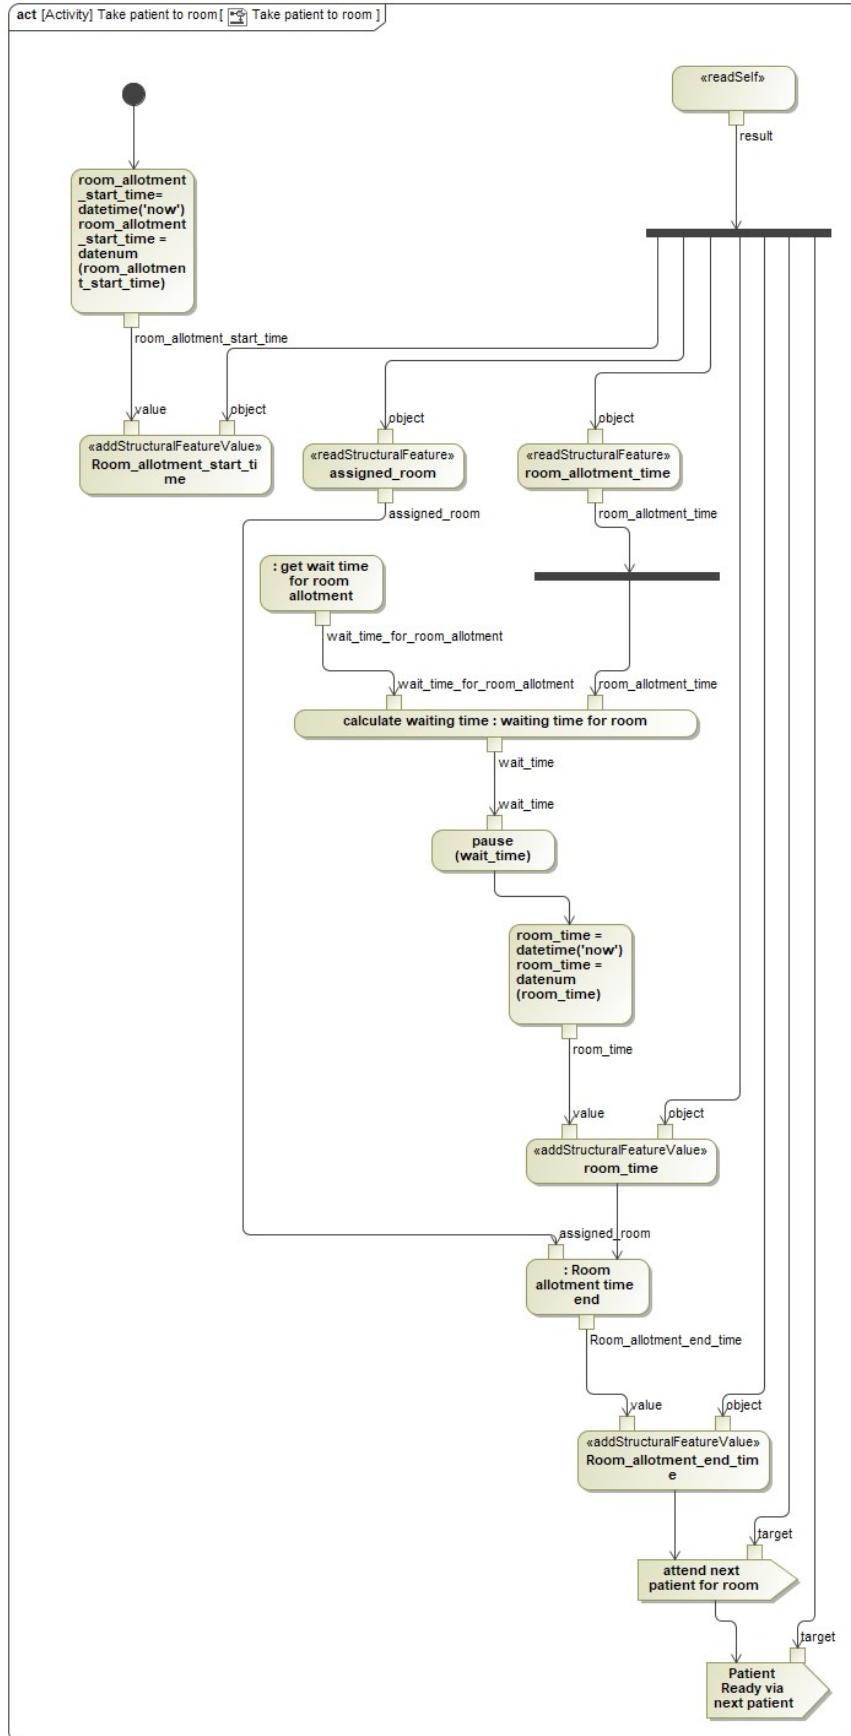 act [Activity] Take patient to room[ Take patient to room ]
«readSelf»
result
room_allotment
_start_time=
datetime('now')
room_allotment
_start_time =
datenum
(room_allotmen
t_start_time)
room_allotment_start_time
value
object
object
object
«addStructuralFeatureValue»
Room_allotment_start_ti
me
«readStructuralFeature»
assigned_room
«readStructuralFeature»
room_allotment_time
assigned_room
room_allotment_time
: get wait time
for room
allotment
wait_time_for_room_allotment
wait_time_for_room_allotment
room_allotment_time
calculate waiting time : waiting time for room
wait_time
wait_time
pause
(wait_time)
room_time =
datetime('now')
room_time =
datenum
(room_time)
room_time
value
object
«addStructuralFeatureValue»
room_time
assigned_room
: Room
allotment time
end
Room_allotment_end_time
value
object
«addStructuralFeatureValue»
Room_allotment_end_tim
e
target
attend next
patient for room
target
Patient
Ready via
next patient